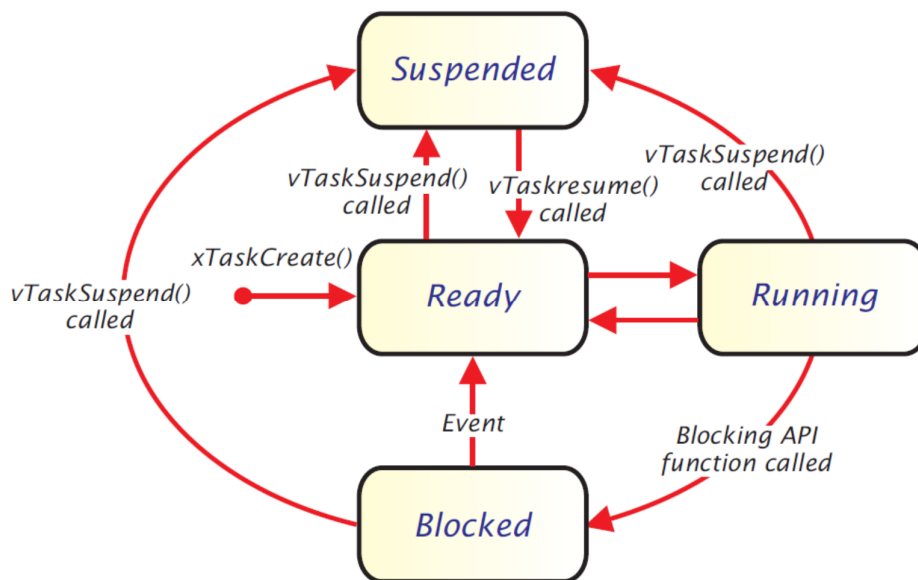 Suspended
vTaskSuspend()
called
vTaskresume()
called
vTaskSuspend()
called
xTaskCreate()
vTaskSuspend()
called
Ready
Running
Event
Blocking API
function called
Blocked